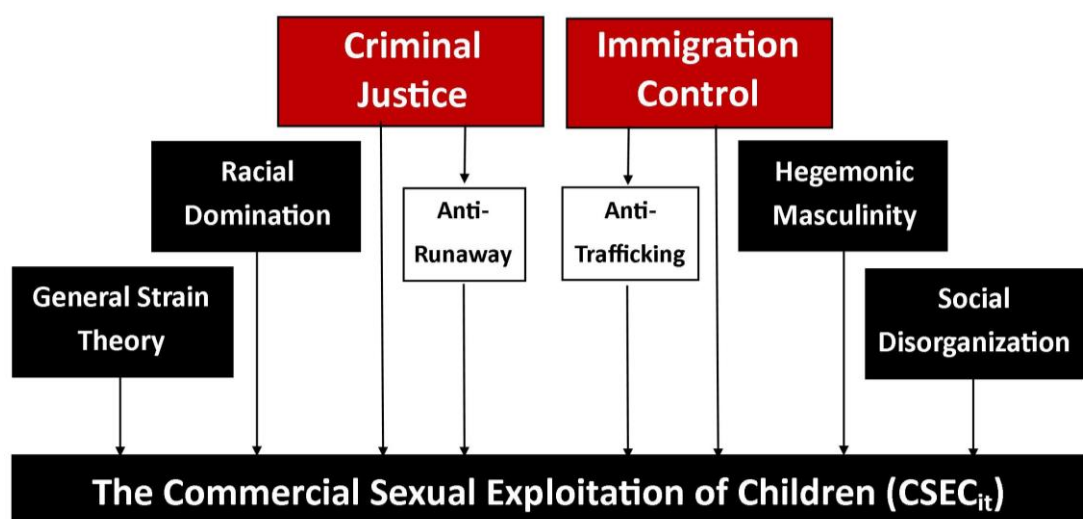 Criminal
Justice
Immigration
Control
Racial
Domination
Anti-
Runaway
Anti-
Trafficking
Hegemonic
Masculinity
General Strain
Theory
Social
Disorganization
The Commercial Sexual Exploitation of Children (CSECit)